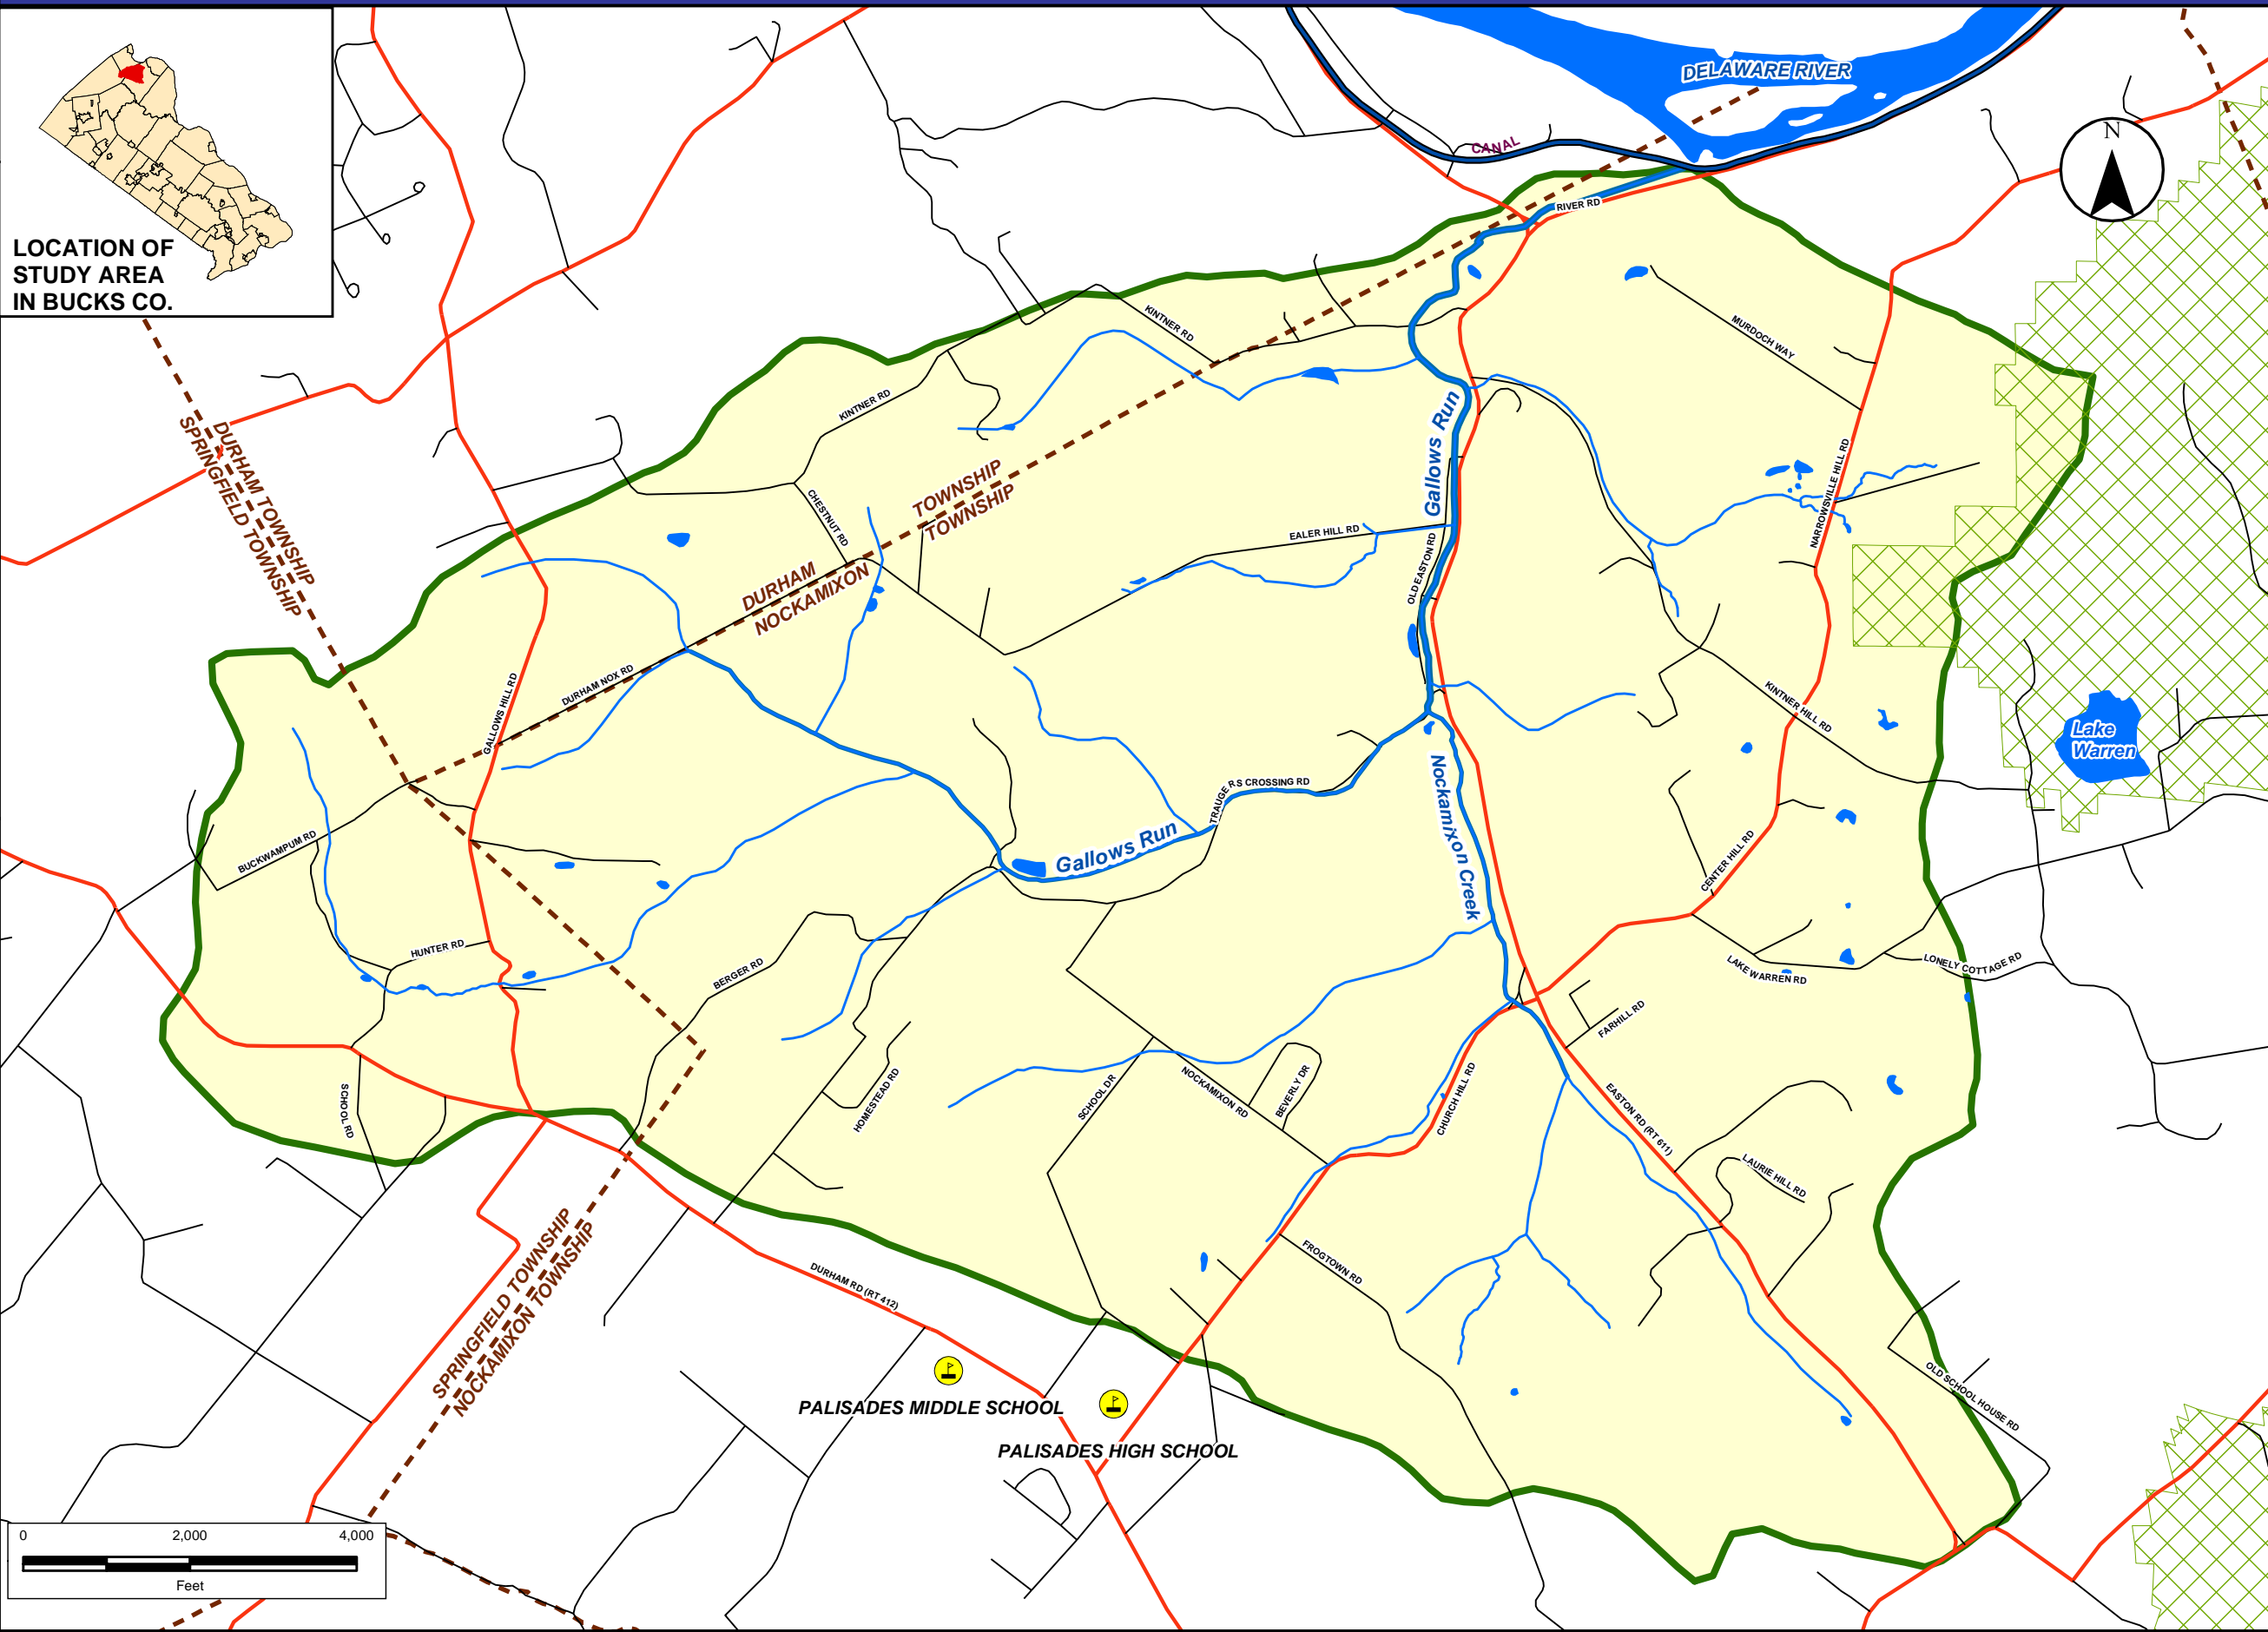 DELAWARE RIVER
CANAL
N
LOCATION OF
STUDY AREA
IN BUCKS CO.
RIVER RD
KINTNER RD
MURDOCH WAY
KINTNER RD
DURHAM TOWNSHIP
SPRINGFIELD TOWNSHIP
Gallows Run
NARROWSVILLE HILL RD
TOWNSHIP
TOWNSHIP
CHESTNUT RD
EALER HILL RD
OLD EASTON RD
DURHAM
NOCKAMIXON
DURHAM NOX RD
GALLOWS HILL RD
KINTNER HILL RD
Lake
Warren
TRAUGERS CROSSING RD
Nockamixon Creek
Gallows Run
BUCKWAMPUM RD
CENTER HILL RD
HUNTER RD
BERGER RD
LAKE WARREN RD
LONELY COTTAGE RD
FARHILL RD
SCHOOL RD
HOMESTEAD RD
SCHOOL DR
NOCKAMIXON RD
BEVERLY DR
CHURCH HILL RD
EASTON RD (RT 611)
LAURIE HILL RD
FROGTOWN RD
DURHAM RD (RT 412)
SPRINGFIELD TOWNSHIP
NOCKAMIXON TOWNSHIP
OLD SCHOOL HOUSE RD
PALISADES MIDDLE SCHOOL
PALISADES HIGH SCHOOL
0 2,000 4,000
Feet